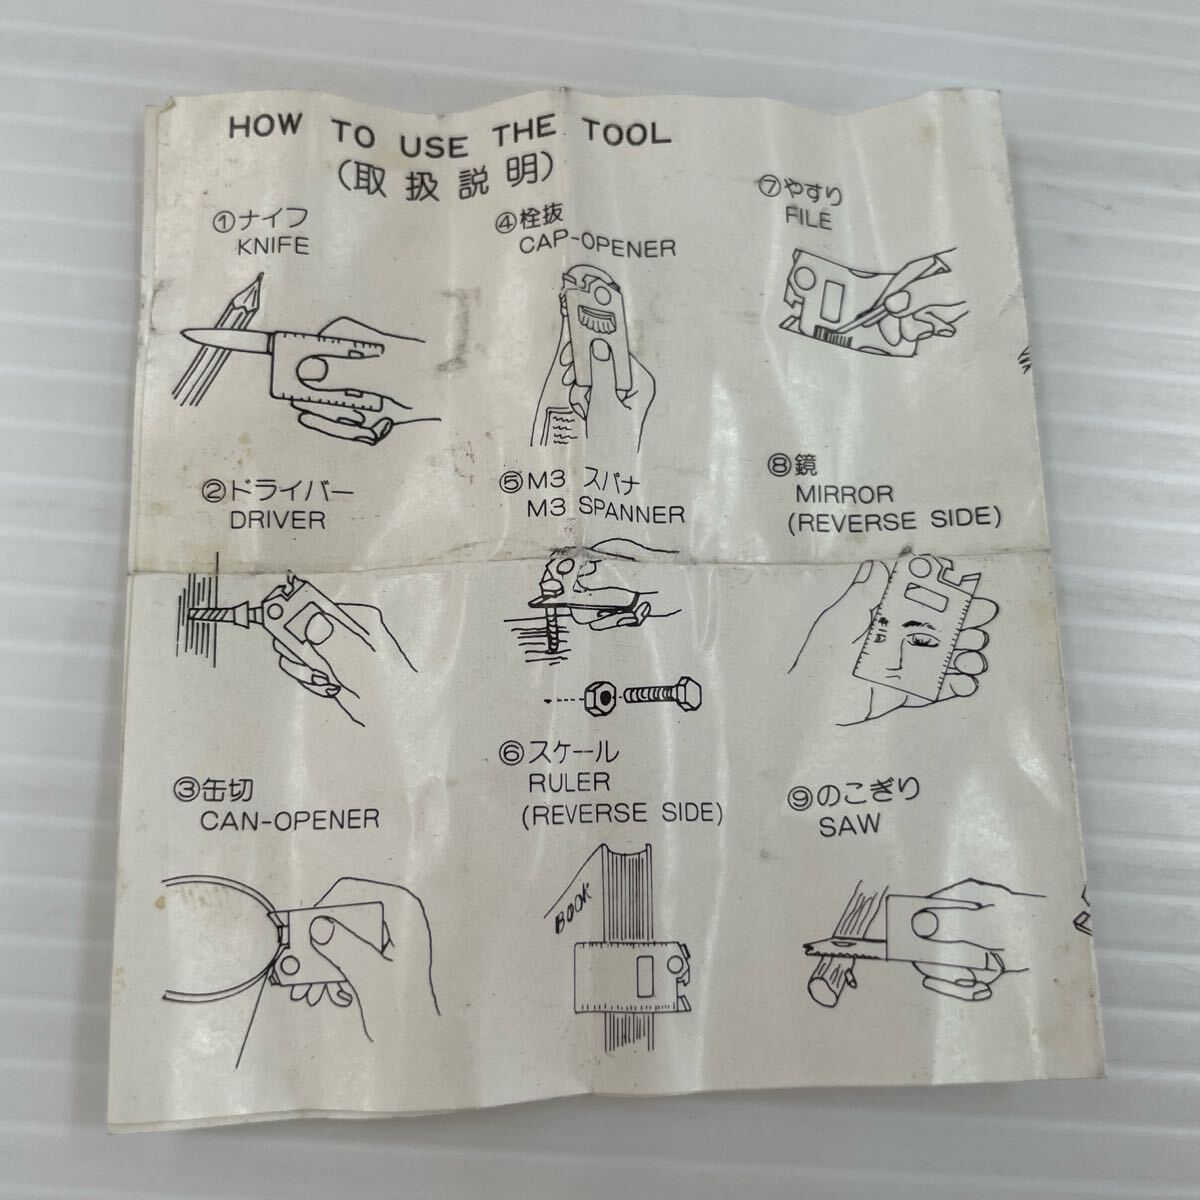 HOW TO USE THE TOOL
(取扱説明)
①ナイフ
KNIFE
②ドライバー
DRIVER
③缶切
CAN-OPENER
④栓抜
CAP-OPENER
⑤M3 スパナ
M3 SPANNER
⑥スケール
RULER
(REVERSE SIDE)
BOOK
⑦やすり
FILE
⑧鏡
MIRROR
(REVERSE SIDE)
⑨のこぎり
SAW